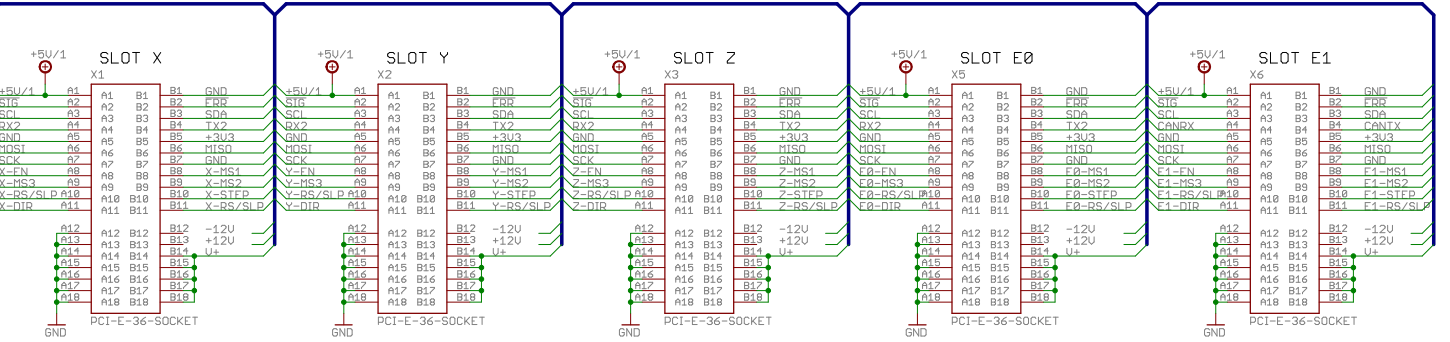 +5V/1 SLOT X
X1
+5V/1 A1 A1 B1 B1 GND
SIG A2 A2 B2 B2 ERR
SCL A3 A3 B3 B3 SDA
RX2 A4 A4 B4 B4 TX2
GND A5 A5 B5 B5 +3V3
MOSI A6 A6 B6 B6 MISO
SCK A7 A7 B7 B7 GND
X-EN A8 A8 B8 B8 X-MS1
X-MS3 A9 A9 B9 B9 X-MS2
X-RS/SLP A10 A10 B10 B10 X-STEP
X-DIR A11 A11 B11 B11 X-RS/SLP
A12 A12 B12 B12 -12V
A13 A13 B13 B13 +12V
A14 A14 B14 B14 V+
A15 A15 B15 B15
A16 A16 B16 B16
A17 A17 B17 B17
A18 A18 B18 B18
PCI-E-36-SOCKET
GND
+5V/1 SLOT Y
X2
+5V/1 A1 A1 B1 B1 GND
SIG A2 A2 B2 B2 ERR
SCL A3 A3 B3 B3 SDA
RX2 A4 A4 B4 B4 TX2
GND A5 A5 B5 B5 +3V3
MOSI A6 A6 B6 B6 MISO
SCK A7 A7 B7 B7 GND
Y-EN A8 A8 B8 B8 Y-MS1
Y-MS3 A9 A9 B9 B9 Y-MS2
Y-RS/SLP A10 A10 B10 B10 Y-STEP
Y-DIR A11 A11 B11 B11 Y-RS/SLP
A12 A12 B12 B12 -12V
A13 A13 B13 B13 +12V
A14 A14 B14 B14 V+
A15 A15 B15 B15
A16 A16 B16 B16
A17 A17 B17 B17
A18 A18 B18 B18
PCI-E-36-SOCKET
GND
+5V/1 SLOT Z
X3
+5V/1 A1 A1 B1 B1 GND
SIG A2 A2 B2 B2 ERR
SCL A3 A3 B3 B3 SDA
RX2 A4 A4 B4 B4 TX2
GND A5 A5 B5 B5 +3V3
MOSI A6 A6 B6 B6 MISO
SCK A7 A7 B7 B7 GND
Z-EN A8 A8 B8 B8 Z-MS1
Z-MS3 A9 A9 B9 B9 Z-MS2
Z-RS/SLP A10 A10 B10 B10 Z-STEP
Z-DIR A11 A11 B11 B11 Z-RS/SLP
A12 A12 B12 B12 -12V
A13 A13 B13 B13 +12V
A14 A14 B14 B14 V+
A15 A15 B15 B15
A16 A16 B16 B16
A17 A17 B17 B17
A18 A18 B18 B18
PCI-E-36-SOCKET
GND
+5V/1 SLOT E0
X5
+5V/1 A1 A1 B1 B1 GND
SIG A2 A2 B2 B2 ERR
SCL A3 A3 B3 B3 SDA
RX2 A4 A4 B4 B4 TX2
GND A5 A5 B5 B5 +3V3
MOSI A6 A6 B6 B6 MISO
SCK A7 A7 B7 B7 GND
E0-EN A8 A8 B8 B8 E0-MS1
E0-MS3 A9 A9 B9 B9 E0-MS2
E0-RS/SLP A10 A10 B10 B10 E0-STEP
E0-DIR A11 A11 B11 B11 E0-RS/SLP
A12 A12 B12 B12 -12V
A13 A13 B13 B13 +12V
A14 A14 B14 B14 V+
A15 A15 B15 B15
A16 A16 B16 B16
A17 A17 B17 B17
A18 A18 B18 B18
PCI-E-36-SOCKET
GND
+5V/1 SLOT E1
X6
+5V/1 A1 A1 B1 B1 GND
SIG A2 A2 B2 B2 ERR
SCL A3 A3 B3 B3 SDA
CANRX A4 A4 B4 B4 CANTX
GND A5 A5 B5 B5 +3V3
MOSI A6 A6 B6 B6 MISO
SCK A7 A7 B7 B7 GND
E1-EN A8 A8 B8 B8 E1-MS1
E1-MS3 A9 A9 B9 B9 E1-MS2
E1-RS/SLP A10 A10 B10 B10 E1-STEP
E1-DIR A11 A11 B11 B11 E1-RS/SLP
A12 A12 B12 B12 -12V
A13 A13 B13 B13 +12V
A14 A14 B14 B14 V+
A15 A15 B15 B15
A16 A16 B16 B16
A17 A17 B17 B17
A18 A18 B18 B18
PCI-E-36-SOCKET
GND